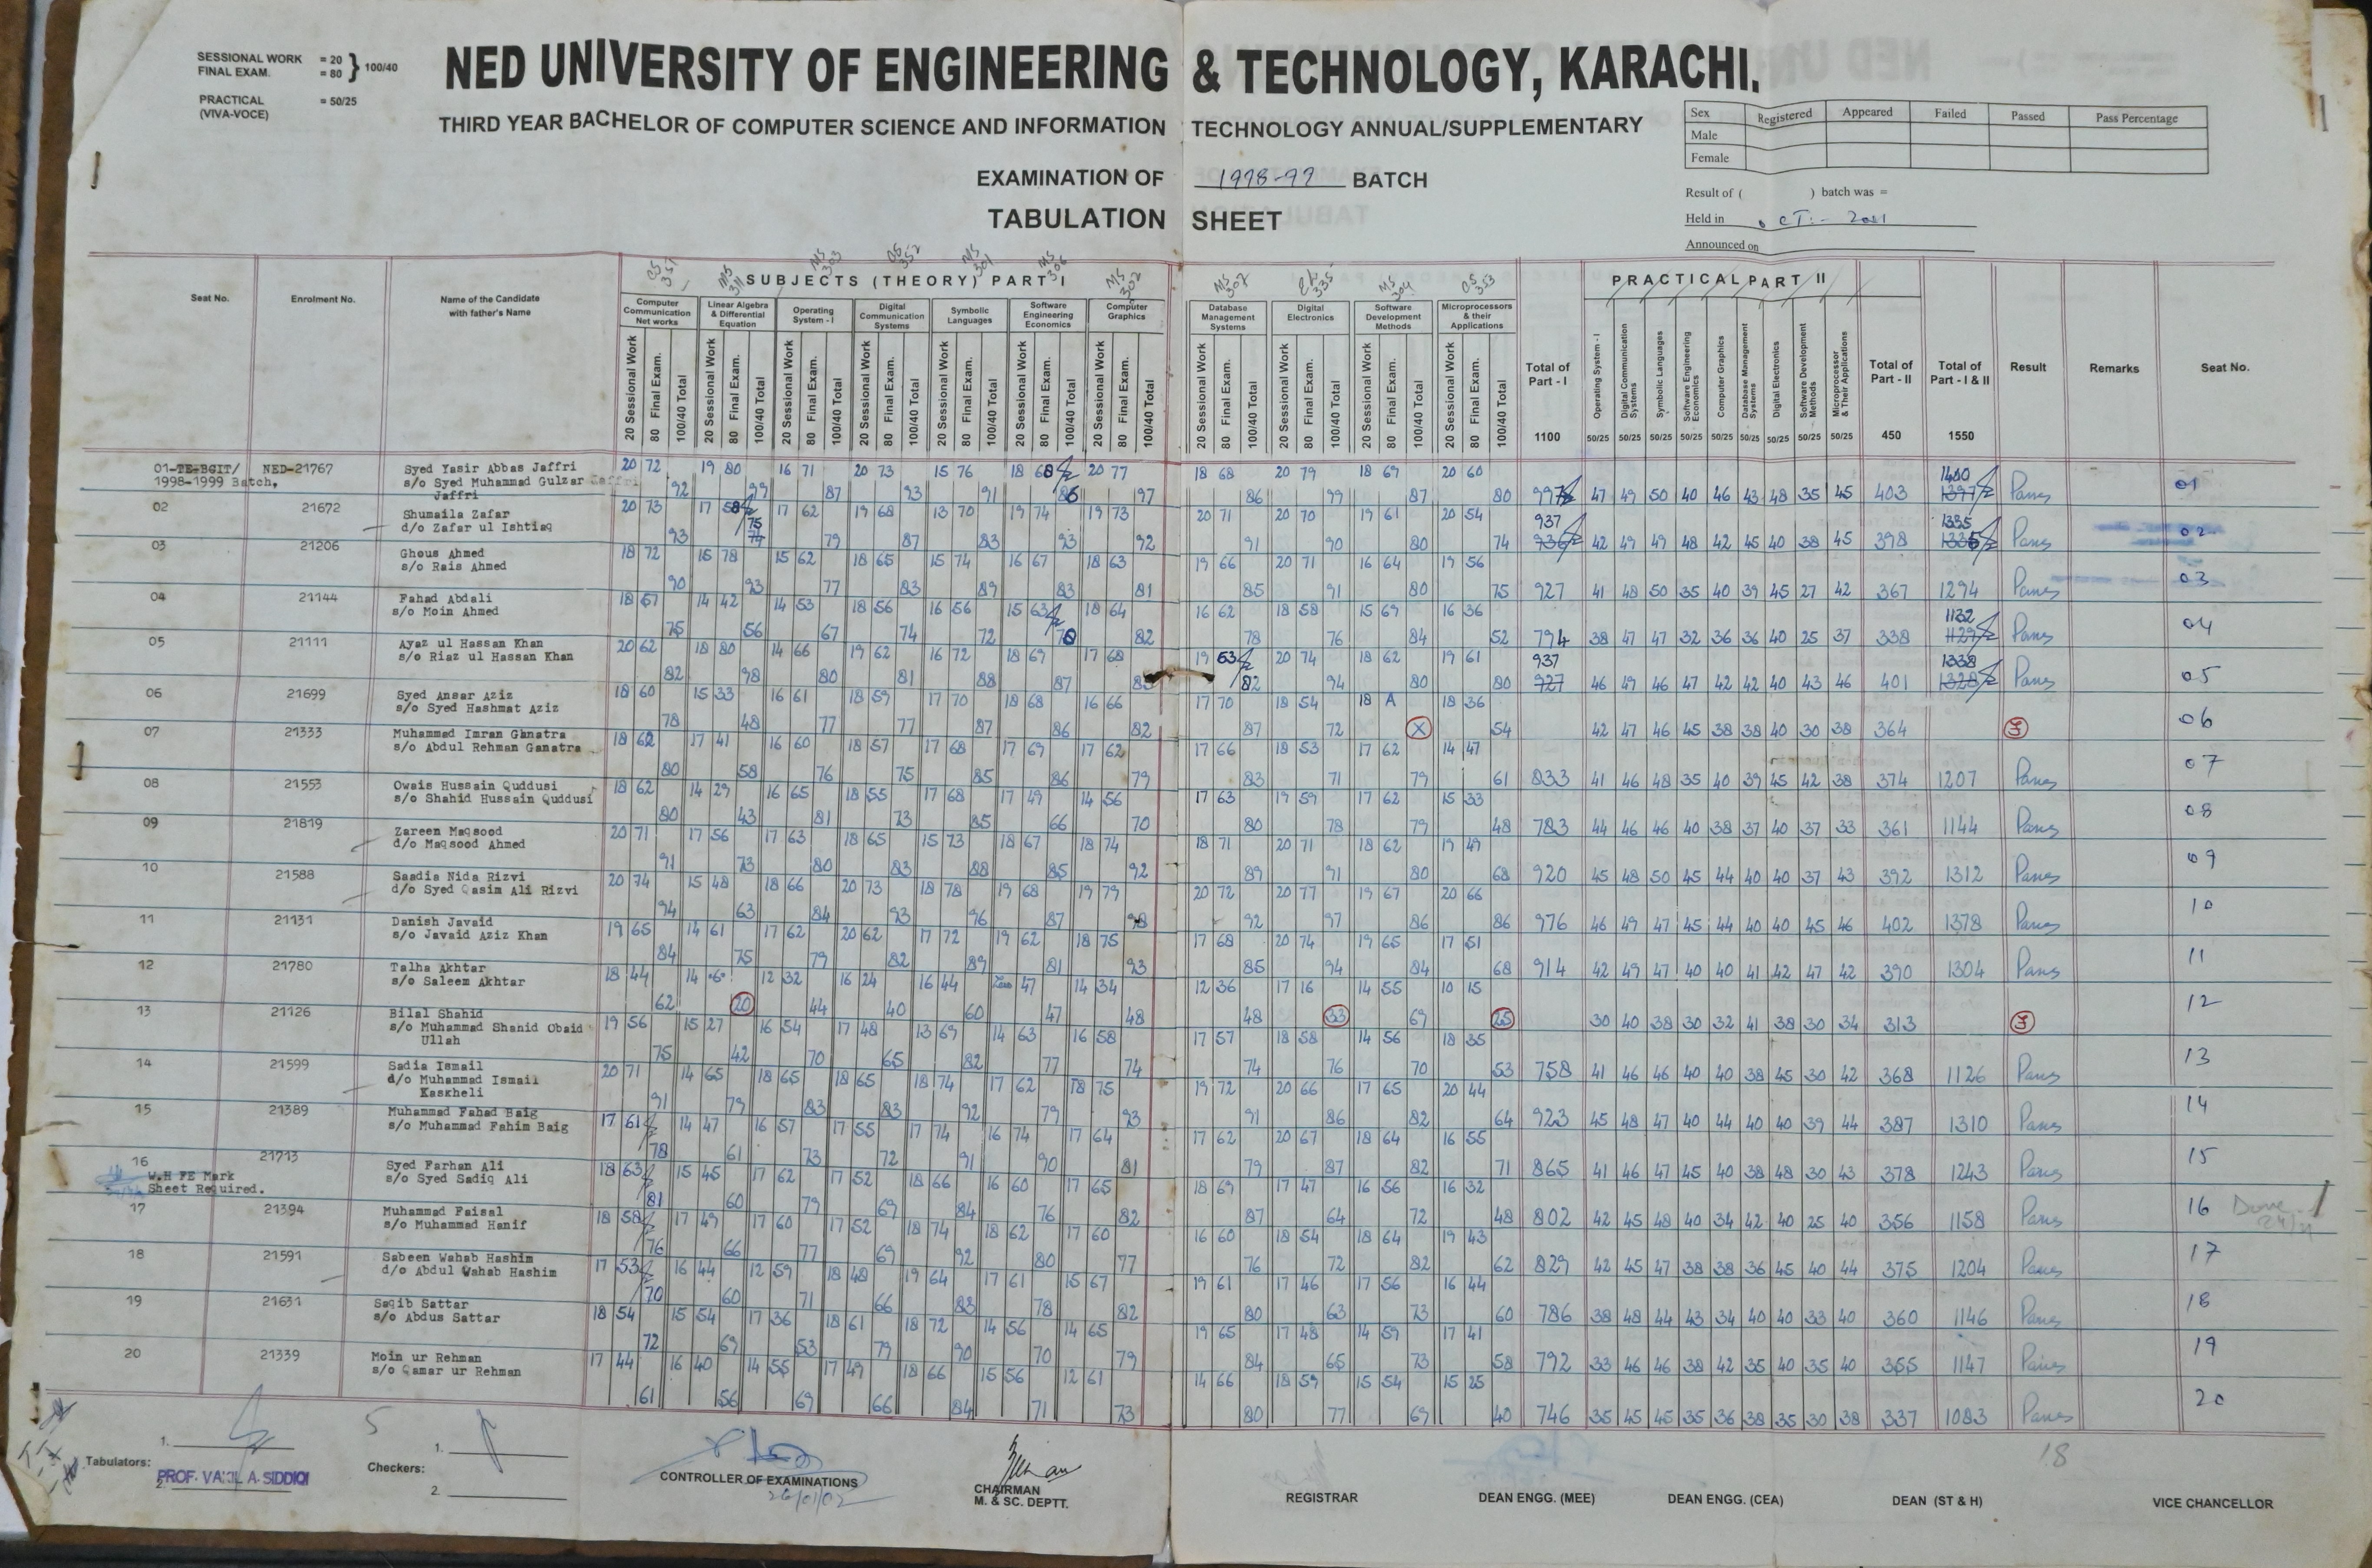 SESSIONAL WORK = 20
FINAL EXAM. = 80 } 100/40
PRACTICAL = 50/25
(VIVA-VOCE)
NED UNIVERSITY OF ENGINEERING & TECHNOLOGY, KARACHI.
THIRD YEAR BACHELOR OF COMPUTER SCIENCE AND INFORMATION TECHNOLOGY ANNUAL/SUPPLEMENTARY
EXAMINATION OF 1998-99 BATCH
TABULATION SHEET
Sex Registered Appeared Failed Passed Pass Percentage
Male
Female
Result of ( ) batch was =
Held in OCT:- 2001
Announced on
CS 351 MS 311 MS 303 CS 352 MS 301 MS 306 MS 302 MS 307 EL 335 MS 304 CS 353
SUBJECTS (THEORY) PART I
PRACTICAL PART II
Seat No. Enrolment No. Name of the Candidate with father's Name
Computer Communication Net works
Linear Algebra & Differential Equation
Operating System - I
Digital Communication Systems
Symbolic Languages
Software Engineering Economics
Computer Graphics
Database Management Systems
Digital Electronics
Software Development Methods
Microprocessors & their Applications
20 Sessional Work 80 Final Exam. 100/40 Total
Total of Part - I 1100
Operating System - I 50/25
Digital Communication Systems 50/25
Symbolic Languages 50/25
Software Engineering Economics 50/25
Computer Graphics 50/25
Database Management Systems 50/25
Digital Electronics 50/25
Software Development Methods 50/25
Microprocessor & Their Applications 50/25
Total of Part - II 450
Total of Part - I & II 1550
Result Remarks Seat No.
01-TE-BGIT/ NED-21767 Syed Yasir Abbas Jaffri 20 72 19 80 16 71 20 73 15 76 18 68 20 77 18 68 20 79 18 69 20 60 1400
1998-1999 Batch, s/o Syed Muhammad Gulzar Jaffri 92 99 87 93 91 86 97 86 99 87 80 997 47 49 50 40 46 43 48 35 45 403 1397 Passes 01
Jaffri
02 21672 Shumaila Zafar 20 73 17 58 17 62 19 68 13 70 19 74 19 73 20 71 20 70 19 61 20 54 937 1335
d/o Zafar ul Ishtiaq 93 75 79 87 83 93 92 91 90 80 74 936 42 49 49 48 42 45 40 38 45 398 Passes 02
03 21206 Ghous Ahmed 18 72 15 78 15 62 18 65 15 74 16 67 18 63 19 66 20 71 16 64 19 56
s/o Rais Ahmed 90 93 77 83 89 83 81 85 91 80 75 927 41 48 50 35 40 39 45 27 42 367 1294 Passes 03
04 21144 Fahad Abdali 18 57 14 42 14 53 18 56 16 56 15 63 18 64 16 62 18 58 15 69 16 36 1132
s/o Moin Ahmed 75 56 67 74 72 78 82 78 76 84 52 794 38 47 47 32 36 36 40 25 37 338 1129 Passes 04
05 21111 Ayaz ul Hassan Khan 20 62 18 80 14 66 19 62 16 72 18 69 17 68 19 63 20 74 18 62 19 61 937 1338
s/o Riaz ul Hassan Khan 82 98 80 81 88 87 85 82 94 80 80 927 46 49 46 47 42 42 40 43 46 401 1328 Passes 05
06 21699 Syed Ansar Aziz 18 60 15 33 16 61 18 59 17 70 18 68 16 66 17 70 18 54 18 A 18 36
s/o Syed Hashmat Aziz 78 48 77 77 87 86 82 87 72 X 54 42 47 46 45 38 38 40 30 38 364 F 06
07 21333 Muhammad Imran Ganatra 18 62 17 41 16 60 18 57 17 68 17 69 17 62 17 66 18 53 17 62 14 47
s/o Abdul Rehman Ganatra 80 58 76 75 85 86 79 83 71 79 61 833 41 46 48 35 40 39 45 42 38 374 1207 Passes 07
08 21553 Owais Hussain Quddusi 18 62 14 29 16 65 18 55 17 68 17 49 14 56 17 63 19 59 17 62 15 33
s/o Shahid Hussain Quddusi 80 43 81 73 85 66 70 80 78 79 48 783 44 46 46 40 38 37 40 37 33 361 1144 Passes 08
09 21819 Zareen Maqsood 20 71 17 56 17 63 18 65 15 73 18 67 18 74 18 71 20 71 18 62 19 49
d/o Maqsood Ahmed 91 73 80 83 88 85 92 89 91 80 68 920 45 48 50 45 44 40 40 37 43 392 1312 Passes 09
10 21588 Saadia Nida Rizvi 20 74 15 48 18 66 20 73 18 78 19 68 19 79 20 72 20 77 19 67 20 66
d/o Syed Qasim Ali Rizvi 94 63 84 93 96 87 98 92 97 86 86 976 46 49 47 45 44 40 40 45 46 402 1378 Passes 10
11 21131 Danish Javaid 19 65 14 61 17 62 20 62 17 72 19 62 18 75 17 68 20 74 19 65 17 51
s/o Javaid Aziz Khan 84 75 79 82 89 81 93 85 94 84 68 914 42 49 47 40 40 41 42 47 42 390 1304 Passes 11
12 21780 Talha Akhtar 18 44 14 "6" 12 32 16 24 16 44 Zero 47 14 34 12 36 17 16 14 55 10 15
s/o Saleem Akhtar 62 20 44 40 60 47 48 48 33 69 25 30 40 38 30 32 41 38 30 34 313 F 12
13 21126 Bilal Shahid 19 56 15 27 16 54 17 48 13 69 14 63 16 58 17 57 18 58 14 56 18 35
s/o Muhammad Shahid Obaid 75 42 70 65 82 77 74 74 76 70 53 758 41 46 46 40 40 38 45 30 42 368 1126 Passes 13
Ullah
14 21599 Sadia Ismail 20 71 14 65 18 65 18 65 18 74 17 62 18 75 19 72 20 66 17 65 20 44
d/o Muhammad Ismail 91 79 83 83 92 79 93 91 86 82 64 923 45 48 47 40 44 40 40 39 44 387 1310 Passes 14
Kaskheli
15 21389 Muhammad Fahad Baig 17 61 14 47 16 57 17 55 17 74 16 74 17 64 17 62 20 67 18 64 16 55
s/o Muhammad Fahim Baig 78 61 73 72 91 90 81 79 87 82 71 865 41 46 47 45 40 38 48 30 43 378 1243 Passes 15
16 21713 Syed Farhan Ali 18 63 15 45 17 62 17 52 18 66 16 60 17 65 18 69 17 47 16 56 16 32
W.H FE Mark s/o Syed Sadiq Ali 81 60 79 69 84 76 82 87 64 72 48 802 42 45 48 40 34 42 40 25 40 356 1158 Passes 16 Done
Sheet Required.
17 21394 Muhammad Faisal 18 58 17 49 17 60 17 52 18 74 18 62 17 60 16 60 18 54 18 64 19 43
s/o Muhammad Hanif 76 66 77 69 92 80 77 76 72 82 62 829 42 45 47 38 38 36 45 40 44 375 1204 Passes 17
18 21591 Sabeen Wahab Hashim 17 53 16 44 12 59 18 48 19 64 17 61 15 67 19 61 17 46 17 56 16 44
d/o Abdul Wahab Hashim 70 60 71 66 83 78 82 80 63 73 60 786 38 48 44 43 34 40 40 33 40 360 1146 Passes 18
19 21631 Saqib Sattar 18 54 15 54 17 36 18 61 18 72 14 56 14 65 19 65 17 48 14 59 17 41
s/o Abdus Sattar 72 69 53 79 90 70 79 84 65 73 58 792 33 46 46 38 42 35 40 35 40 355 1147 Passes 19
20 21339 Moin ur Rehman 17 44 16 40 14 55 17 49 18 66 15 56 12 61 14 66 18 59 15 54 15 25
s/o Qamar ur Rehman 61 56 69 66 84 71 73 80 77 69 40 746 35 45 45 35 36 38 35 30 38 337 1083 Passes 20
5
18
Tabulators: 1.
PROF. VAKIL A. SIDDIQI
2.
Checkers: 1.
2.
CONTROLLER OF EXAMINATIONS
26/01/02
CHAIRMAN
M. & SC. DEPTT.
REGISTRAR
DEAN ENGG. (MEE)
DEAN ENGG. (CEA)
DEAN (ST & H)
VICE CHANCELLOR